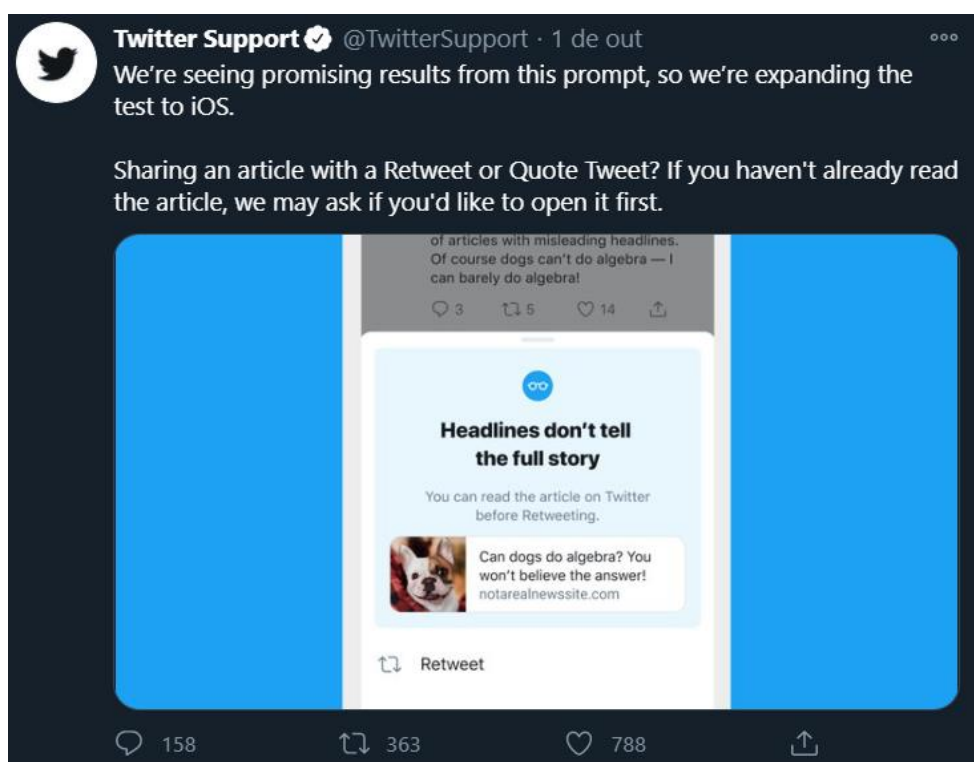 Twitter Support @TwitterSupport · 1 de out
We're seeing promising results from this prompt, so we're expanding the
test to iOS.
Sharing an article with a Retweet or Quote Tweet? If you haven't already read
the article, we may ask if you'd like to open it first.
of articles with misleading headlines.
Of course dogs can't do algebra — I
can barely do algebra!
3 5 14
Headlines don't tell
the full story
You can read the article on Twitter
before Retweeting.
Can dogs do algebra? You
won't believe the answer!
notarealnewssite.com
Retweet
158 363 788